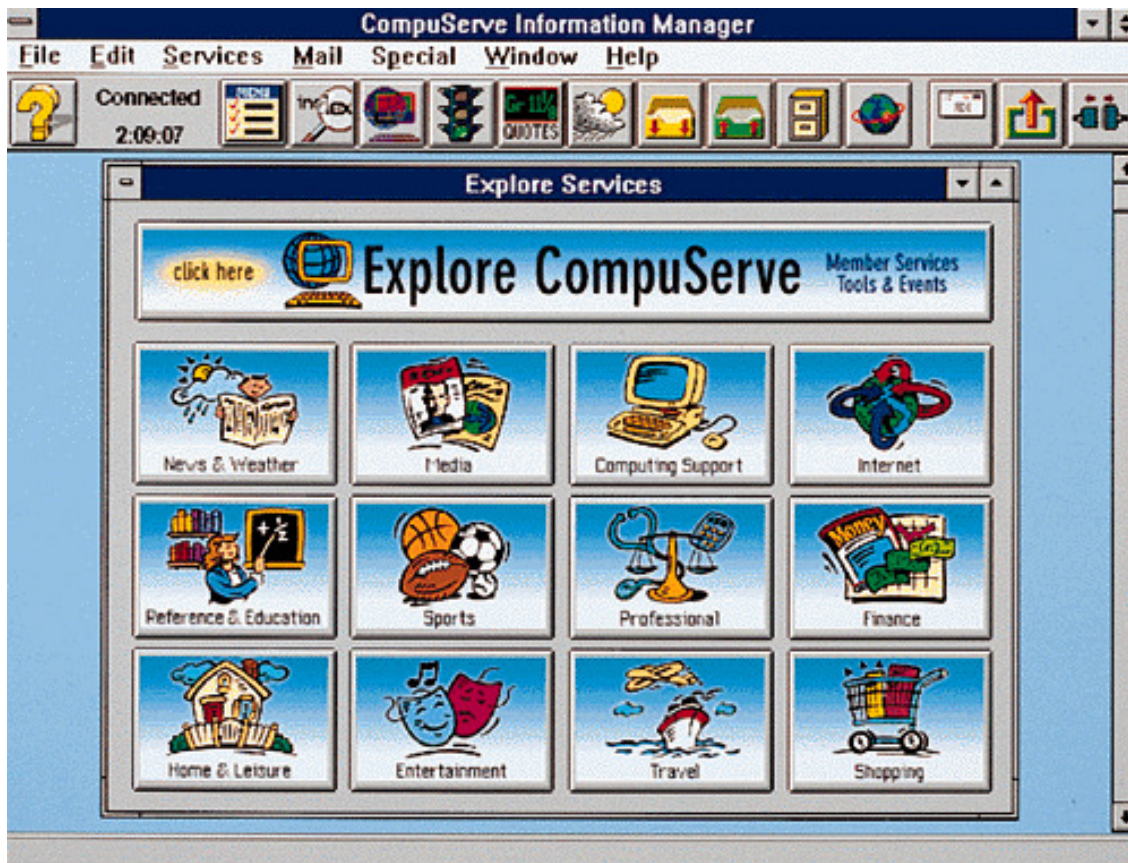 CompuServe Information Manager
File Edit Services Mail Special Window Help
Connected
2:09:07
MENU
QUOTES
Explore Services
click here
Explore CompuServe
Member Services
Tools & Events
News & Weather
Media
Computing Support
Internet
Reference & Education
Sports
Professional
Money
Finance
Home & Leisure
Entertainment
Travel
Shopping